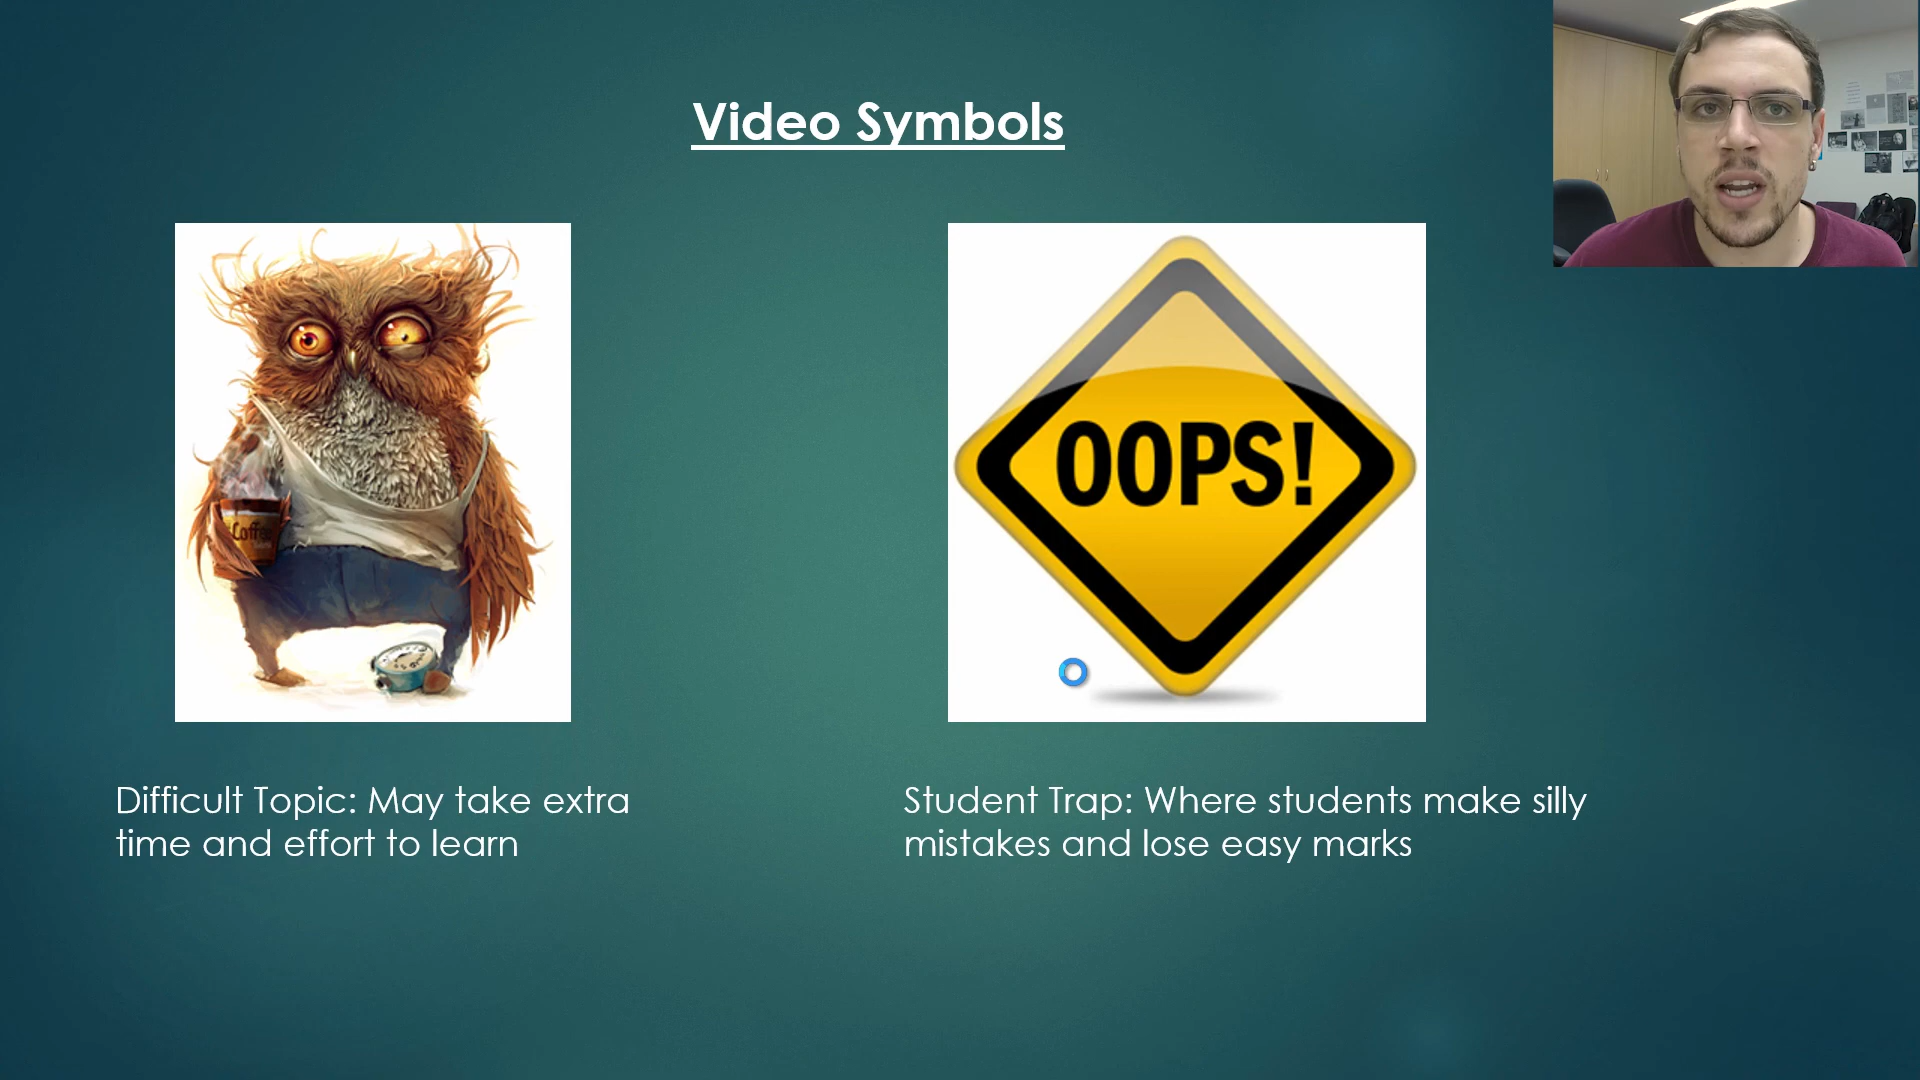 Video Symbols
Coffee
OOPS!
Difficult Topic: May take extra
time and effort to learn
Student Trap: Where students make silly
mistakes and lose easy marks